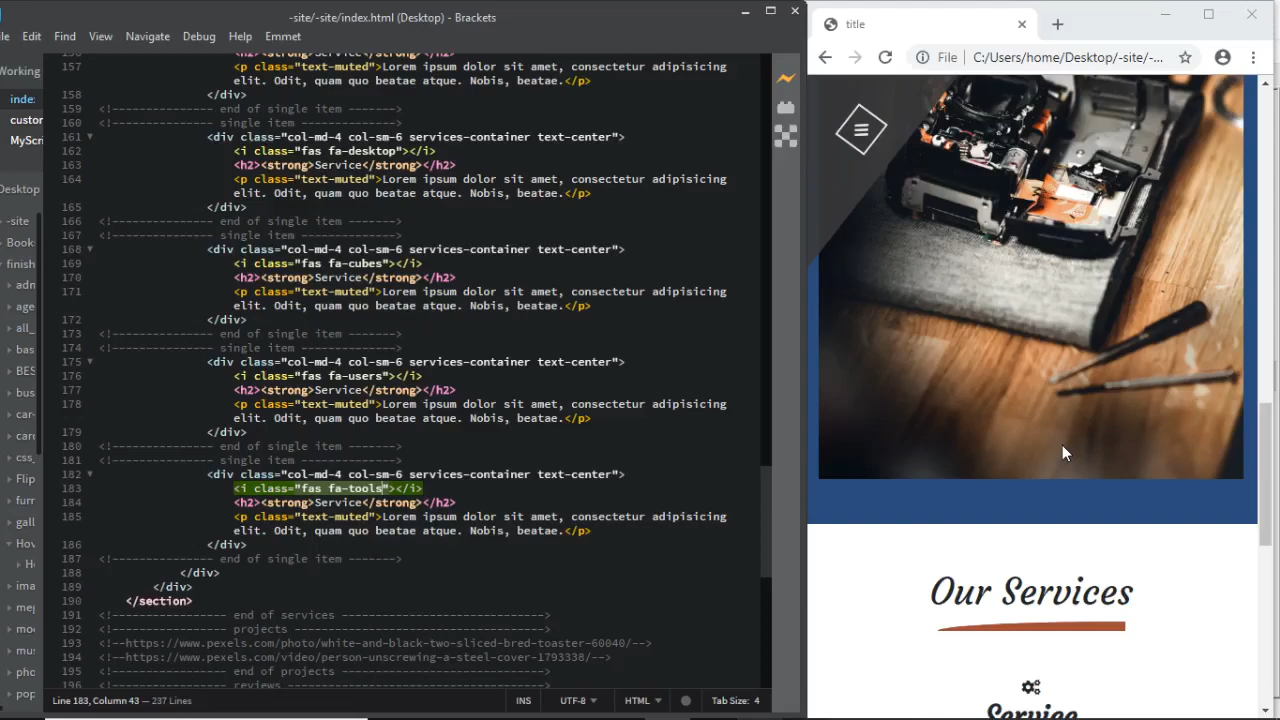 -site/-site/index.html (Desktop) - Brackets
Edit Find View Navigate Debug Help Emmet
Working
inde:
custor
MyScri
Desktop
-site
Book:
finish
adn
age
all_
bas
BES
bus
car-
card
css_
Flip
furn
gall
Hov
H
ima
meg
mo
mus
pho
pop
157 <p class="text-muted">Lorem ipsum dolor sit amet, consectetur adipisicing
elit. Odit, quam quo beatae atque. Nobis, beatae.</p>
158 </div>
159 <!--------------- end of single item ------->
160 <!--------------- single item ------->
161 <div class="col-md-4 col-sm-6 services-container text-center">
162 <i class="fas fa-desktop"></i>
163 <h2><strong>Service</strong></h2>
164 <p class="text-muted">Lorem ipsum dolor sit amet, consectetur adipisicing
elit. Odit, quam quo beatae atque. Nobis, beatae.</p>
165 </div>
166 <!--------------- end of single item ------->
167 <!--------------- single item ------->
168 <div class="col-md-4 col-sm-6 services-container text-center">
169 <i class="fas fa-cubes"></i>
170 <h2><strong>Service</strong></h2>
171 <p class="text-muted">Lorem ipsum dolor sit amet, consectetur adipisicing
elit. Odit, quam quo beatae atque. Nobis, beatae.</p>
172 </div>
173 <!--------------- end of single item ------->
174 <!--------------- single item ------->
175 <div class="col-md-4 col-sm-6 services-container text-center">
176 <i class="fas fa-users"></i>
177 <h2><strong>Service</strong></h2>
178 <p class="text-muted">Lorem ipsum dolor sit amet, consectetur adipisicing
elit. Odit, quam quo beatae atque. Nobis, beatae.</p>
179 </div>
180 <!--------------- end of single item ------->
181 <!--------------- single item ------->
182 <div class="col-md-4 col-sm-6 services-container text-center">
183 <i class="fas fa-tools"></i>
184 <h2><strong>Service</strong></h2>
185 <p class="text-muted">Lorem ipsum dolor sit amet, consectetur adipisicing
elit. Odit, quam quo beatae atque. Nobis, beatae.</p>
186 </div>
187 <!--------------- end of single item ------->
188 </div>
189 </div>
190 </section>
191 <!--------------- end of services ----------------------------->
192 <!--------------- projects ----------------------------->
193 <!--https://www.pexels.com/photo/white-and-black-two-sliced-bred-toaster-60040/-->
194 <!--https://www.pexels.com/video/person-unscrewing-a-steel-cover-1793338/-->
195 <!--------------- end of projects ----------------------------->
196 <!--------------- reviews ----------------------------->
Line 183, Column 43 — 237 Lines
INS UTF-8 HTML Tab Size: 4
title
File C:/Users/home/Desktop/-site/-...
Our Services
Service